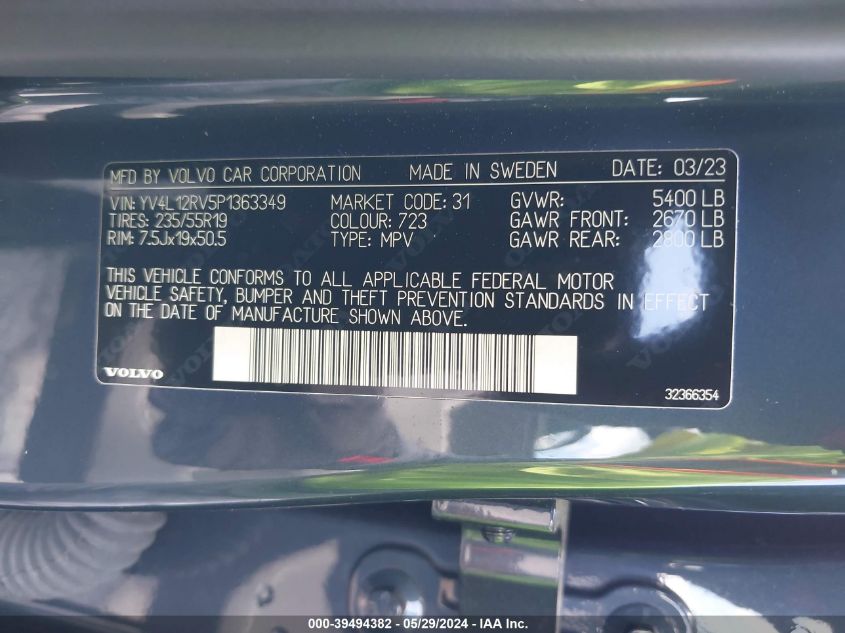 MFD BY VOLVO CAR CORPORATION MADE IN SWEDEN DATE: 03/23
VIN: YV4L12RV5P1363349 MARKET CODE: 31 GVWR: 5400 LB
TIRES: 235/55R19 COLOUR: 723 GAWR FRONT: 2670 LB
RIM: 7.5Jx19x50.5 TYPE: MPV GAWR REAR: 2800 LB
THIS VEHICLE CONFORMS TO ALL APPLICABLE FEDERAL MOTOR
VEHICLE SAFETY, BUMPER AND THEFT PREVENTION STANDARDS IN EFFECT
ON THE DATE OF MANUFACTURE SHOWN ABOVE.
VOLVO
32366354
000-39494382 - 05/29/2024 - IAA Inc.